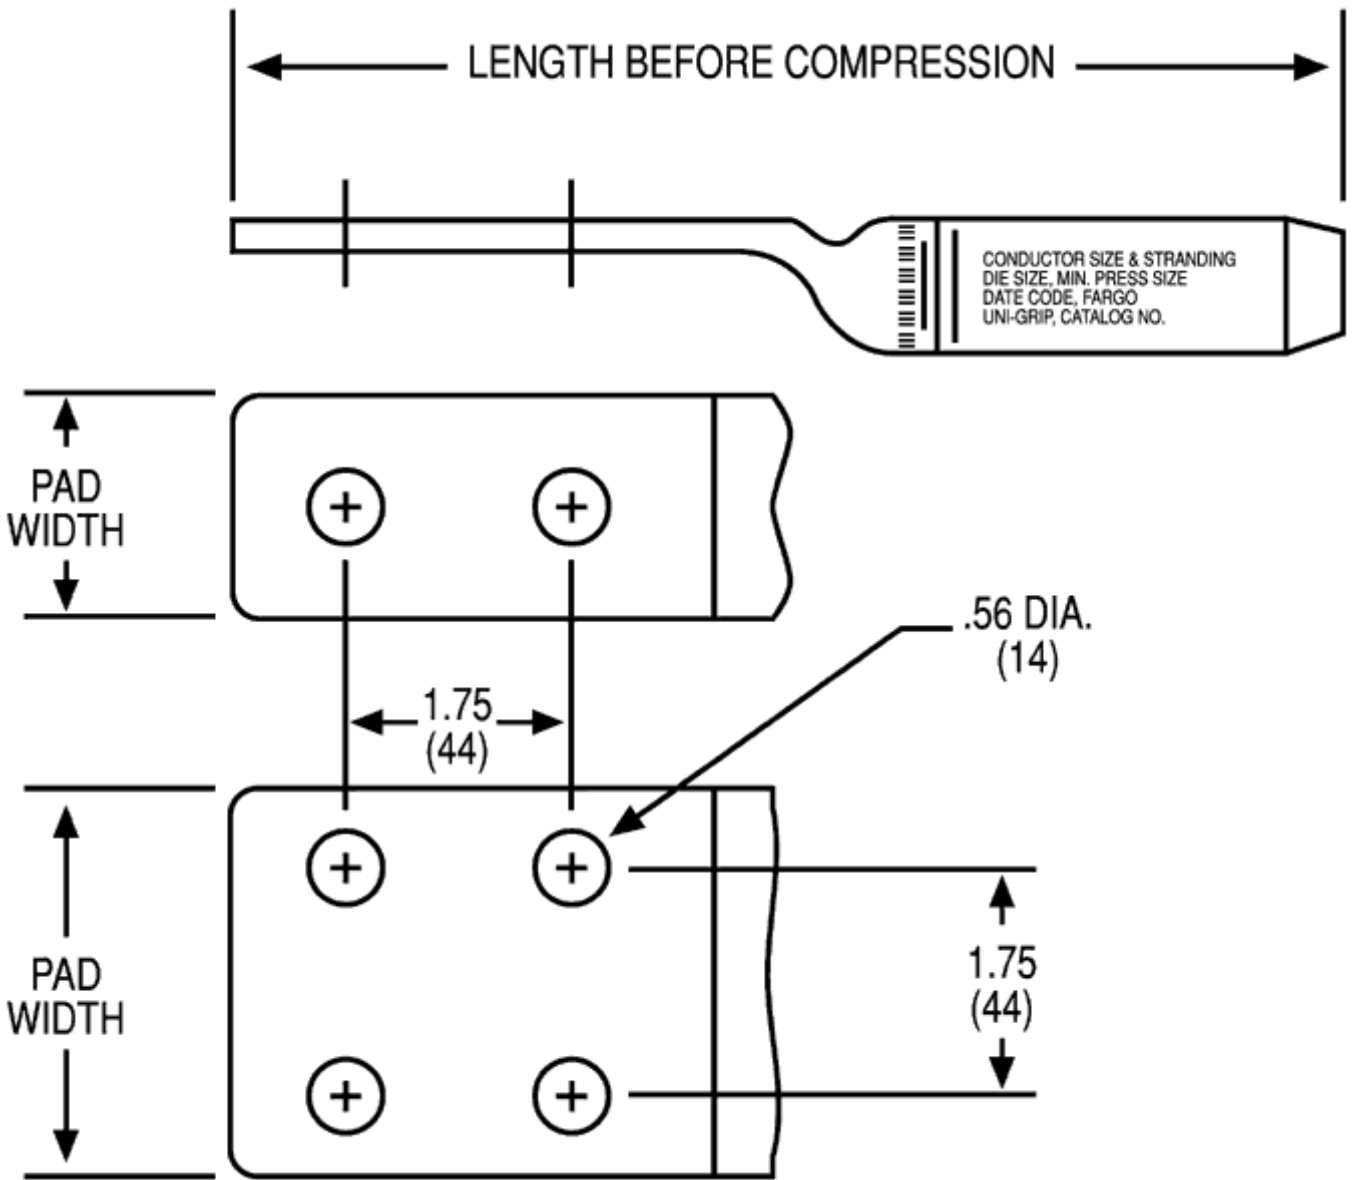 LENGTH BEFORE COMPRESSION
CONDUCTOR SIZE & STRANDING
DIE SIZE, MIN. PRESS SIZE
DATE CODE, FARGO
UNI-GRIP, CATALOG NO.
PAD
WIDTH
.56 DIA.
(14)
1.75
(44)
PAD
WIDTH
1.75
(44)